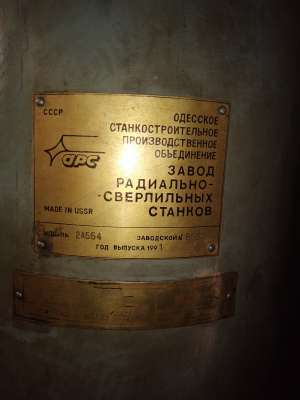 СССР
ОДЕССКОЕ
СТАНКОСТРОИТЕЛЬНОЕ
ПРОИЗВОДСТВЕННОЕ
ОБЪЕДИНЕНИЕ
ОРС
ЗАВОД
РАДИАЛЬНО-
-СВЕРЛИЛЬНЫХ
СТАНКОВ
MADE IN USSR
МОДЕЛЬ 2А554 ЗАВОДСКОЙ №
ГОД ВЫПУСКА 1991